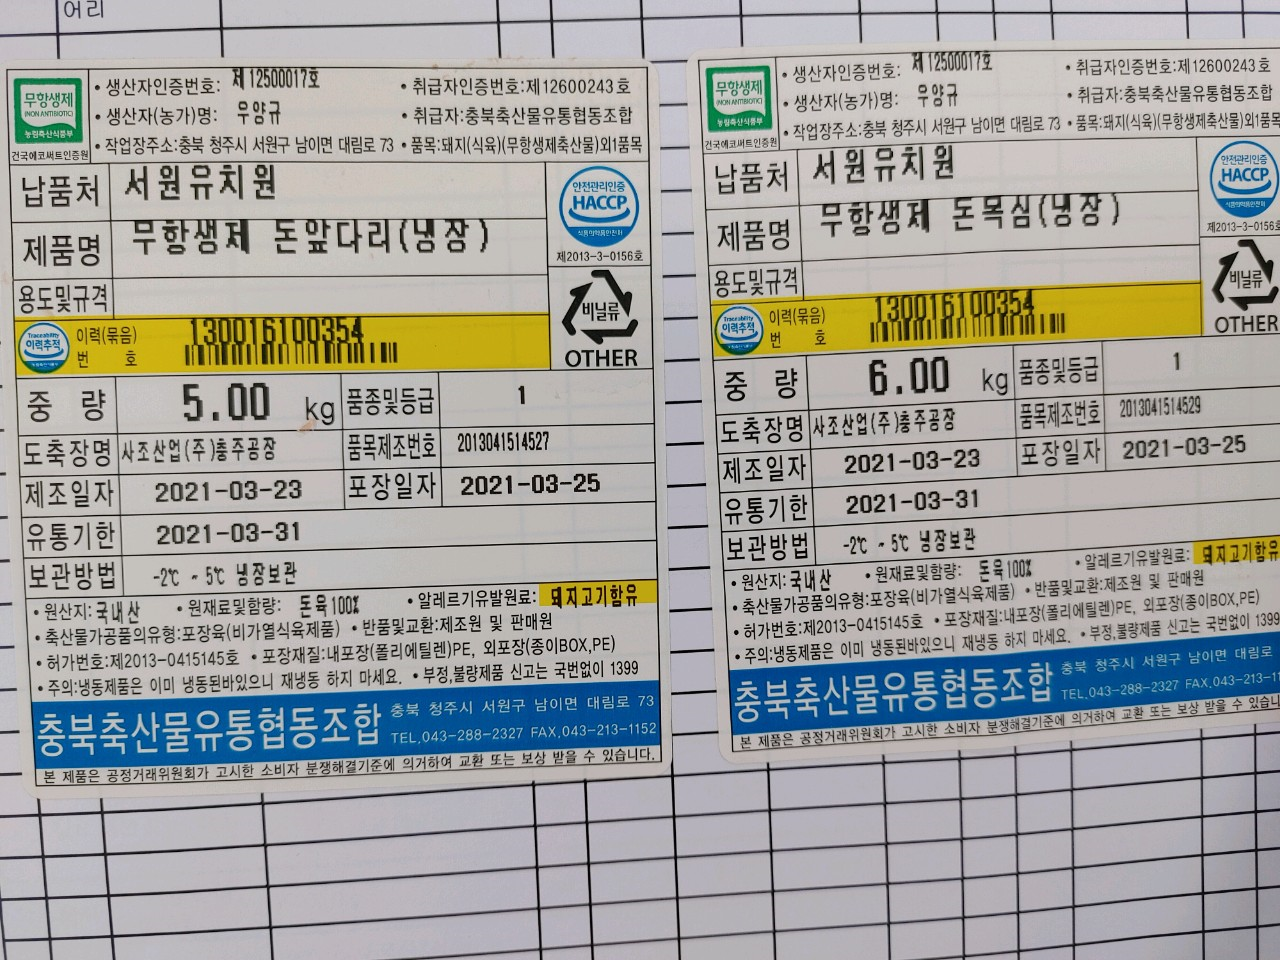 어리
무항생제
(NON ANTIBIOTIC)
농림축산식품부
건국에코써트인증원
• 생산자인증번호: 제12500017호 • 취급자인증번호:제12600243호
• 생산자(농가)명: 우양규 • 취급자:충북축산물유통협동조합
• 작업장주소:충북 청주시 서원구 남이면 대림로 73 • 품목:돼지(식육)(무항생제축산물)외1품목
납품처 서원유치원
안전관리인증
HACCP
식품의약품안전처
제2013-3-0156호
제품명 무항생제 돈앞다리(냉장)
용도및규격
비닐류
OTHER
Traceability
이력추적
이력(묶음)
번 호
130016100354
중 량 5.00 kg 품종및등급 1
도축장명 사조산업(주)충주공장 품목제조번호 2013041514527
제조일자 2021-03-23 포장일자 2021-03-25
유통기한 2021-03-31
보관방법 -2℃ ~ 5℃ 냉장보관
• 원산지:국내산 • 원재료및함량: 돈육100% • 알레르기유발원료: 돼지고기함유
• 축산물가공품의유형:포장육(비가열식육제품) • 반품및교환:제조원 및 판매원
• 허가번호:제2013-0415145호 • 포장재질:내포장(폴리에틸렌)PE, 외포장(종이BOX,PE)
• 주의:냉동제품은 이미 냉동된바있으니 재냉동 하지 마세요. • 부정,불량제품 신고는 국번없이 1399
충북축산물유통협동조합 충북 청주시 서원구 남이면 대림로 73
TEL.043-288-2327 FAX.043-213-1152
본 제품은 공정거래위원회가 고시한 소비자 분쟁해결기준에 의거하여 교환 또는 보상 받을 수 있습니다.
무항생제
(NON ANTIBIOTIC)
농림축산식품부
건국에코써트인증원
• 생산자인증번호: 제12500017호 • 취급자인증번호:제12600243호
• 생산자(농가)명: 우양규 • 취급자:충북축산물유통협동조합
• 작업장주소:충북 청주시 서원구 남이면 대림로 73 • 품목:돼지(식육)(무항생제축산물)외1품
납품처 서원유치원
안전관리인증
HACCP
식품의약품안전처
제2013-3-0156호
제품명 무항생제 돈목심(냉장)
용도및규격
비닐류
OTHER
Traceability
이력추적
이력(묶음)
번 호
130016100354
중 량 6.00 kg 품종및등급 1
도축장명 사조산업(주)충주공장 품목제조번호 2013041514529
제조일자 2021-03-23 포장일자 2021-03-25
유통기한 2021-03-31
보관방법 -2℃ ~ 5℃ 냉장보관
• 원산지:국내산 • 원재료및함량: 돈육100% • 알레르기유발원료: 돼지고기함유
• 축산물가공품의유형:포장육(비가열식육제품) • 반품및교환:제조원 및 판매원
• 허가번호:제2013-0415145호 • 포장재질:내포장(폴리에틸렌)PE, 외포장(종이BOX,PE)
• 주의:냉동제품은 이미 냉동된바있으니 재냉동 하지 마세요. • 부정,불량제품 신고는 국번없이 1399
충북축산물유통협동조합 충북 청주시 서원구 남이면 대림로
TEL.043-288-2327 FAX.043-213-11
본 제품은 공정거래위원회가 고시한 소비자 분쟁해결기준에 의거하여 교환 또는 보상 받을 수 있습니